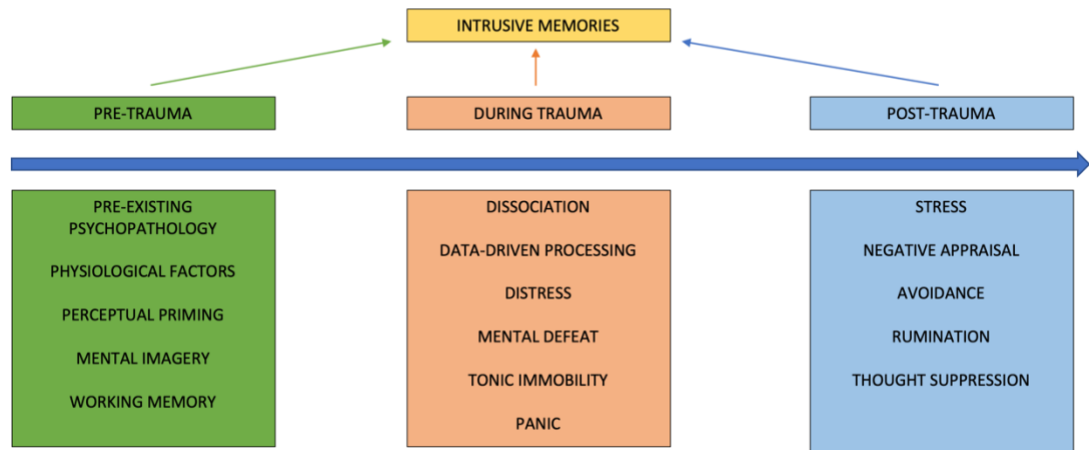 INTRUSIVE MEMORIES
PRE-TRAUMA
DURING TRAUMA
POST-TRAUMA
PRE-EXISTING
PSYCHOPATHOLOGY
PHYSIOLOGICAL FACTORS
PERCEPTUAL PRIMING
MENTAL IMAGERY
WORKING MEMORY
DISSOCIATION
DATA-DRIVEN PROCESSING
DISTRESS
MENTAL DEFEAT
TONIC IMMOBILITY
PANIC
STRESS
NEGATIVE APPRAISAL
AVOIDANCE
RUMINATION
THOUGHT SUPPRESSION